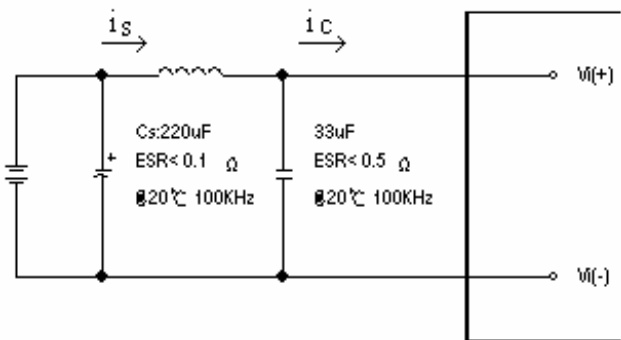 is
ic
Vi(+)
Cs:220uF
ESR<0.1 Ω
@20℃ 100KHz
+
33uF
ESR<0.5 Ω
@20℃ 100KHz
Vi(-)